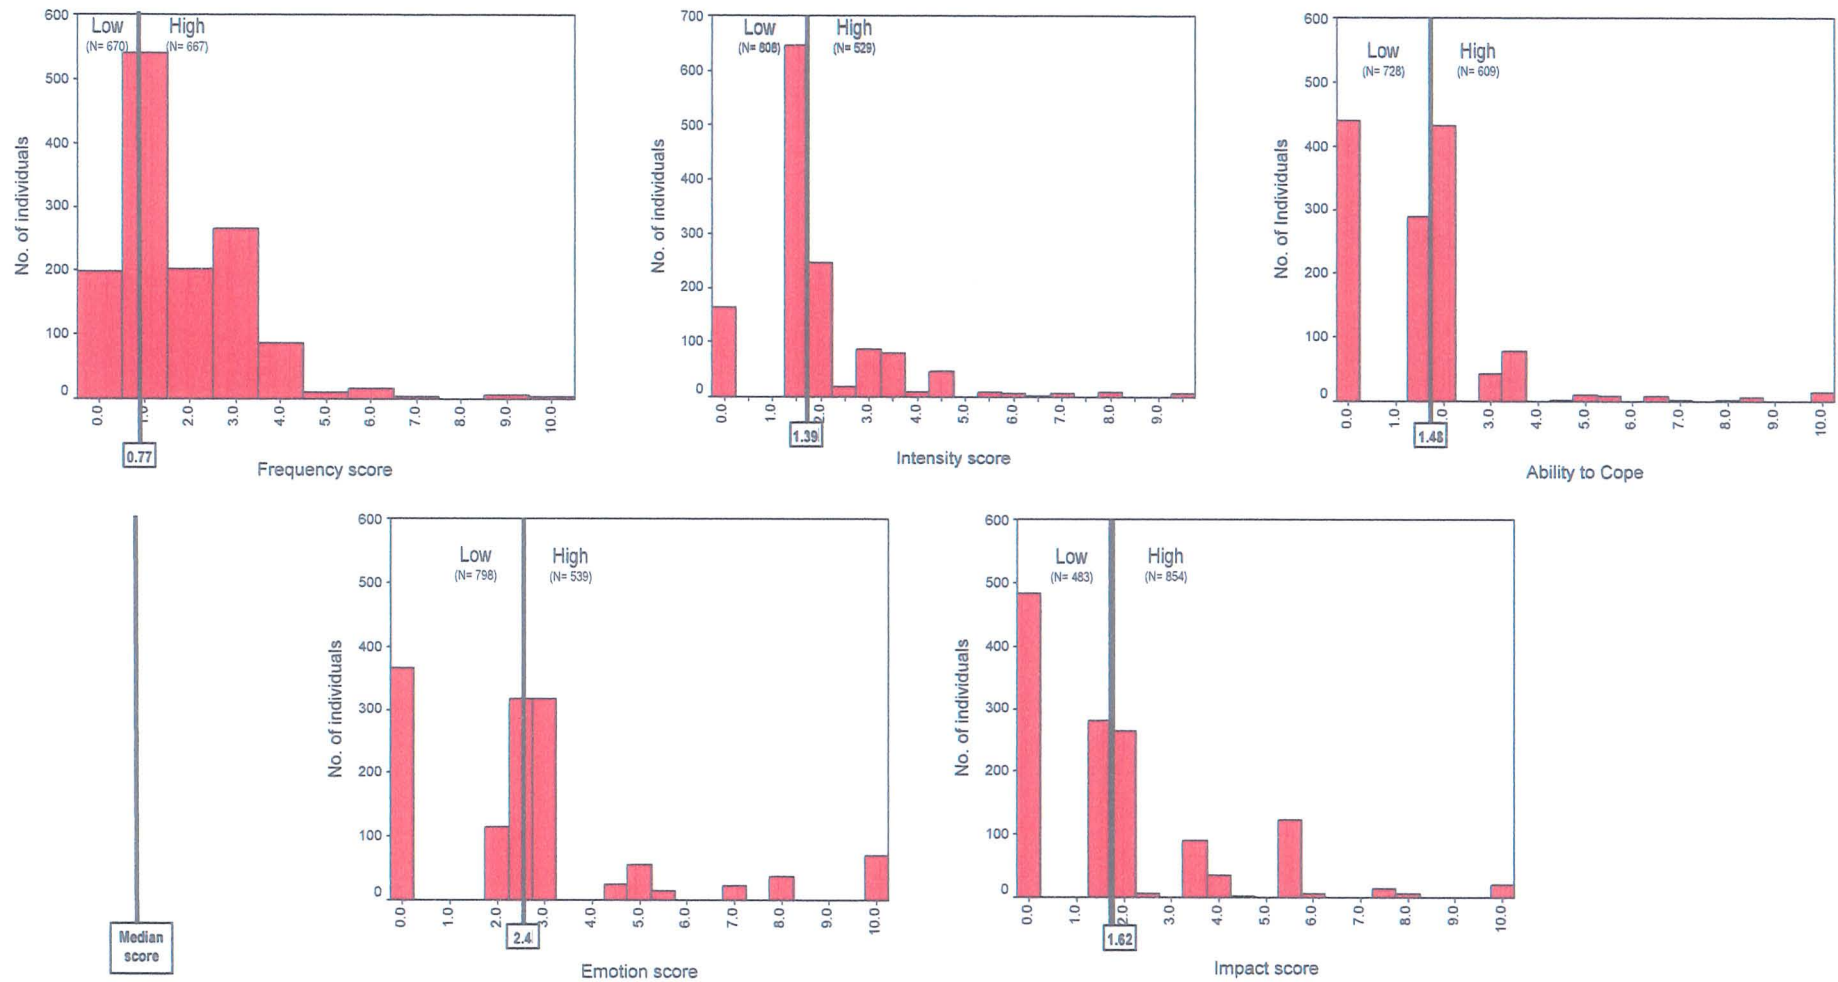 600
500
400
300
200
100
0
Low
(N= 670)
High
(N= 667)
No. of individuals
0.0
1.0
2.0
3.0
4.0
5.0
6.0
7.0
8.0
9.0
10.0
0.77
Frequency score
700
600
500
400
300
200
100
0
Low
(N= 808)
High
(N= 529)
No. of individuals
0.0
1.0
2.0
3.0
4.0
5.0
6.0
7.0
8.0
9.0
1.39
Intensity score
600
500
400
300
200
100
0
Low
(N= 728)
High
(N= 609)
No. of Individuals
0.0
1.0
2.0
3.0
4.0
5.0
6.0
7.0
8.0
9.0
10.0
1.48
Ability to Cope
Median
score
600
500
400
300
200
100
0
Low
(N= 798)
High
(N= 539)
No. of individuals
0.0
1.0
2.0
3.0
4.0
5.0
6.0
7.0
8.0
9.0
10.0
2.4
Emotion score
600
500
400
300
200
100
0
Low
(N= 483)
High
(N= 854)
No. of individuals
0.0
1.0
2.0
3.0
4.0
5.0
6.0
7.0
8.0
9.0
10.0
1.62
Impact score